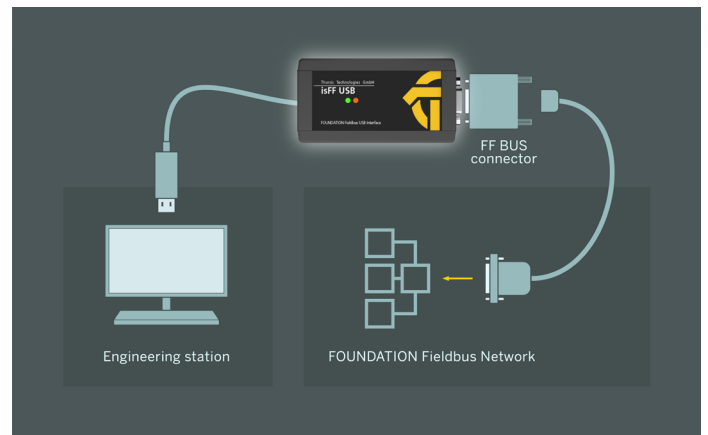 Thorsis Technologies GmbH
isFF USB
FOUNDATION Fieldbus USB Interface
FF BUS
connector
Engineering station
FOUNDATION Fieldbus Network